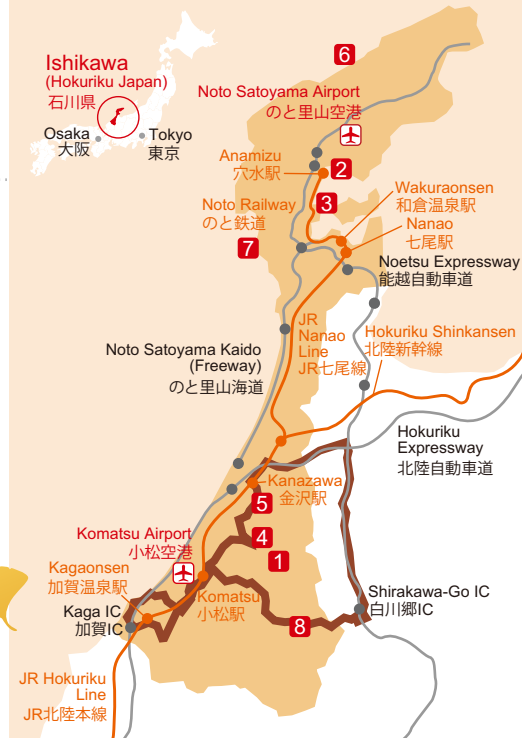 Ishikawa
(Hokuriku Japan)
石川県
Osaka
大阪
Tokyo
東京
6
Noto Satoyama Airport
のと里山空港
Anamizu
穴水駅
2
3
Noto Railway
のと鉄道
Wakuraonsen
和倉温泉駅
Nanao
七尾駅
7
Noetsu Expressway
能越自動車道
JR
Nanao
Line
JR七尾線
Hokuriku Shinkansen
北陸新幹線
Noto Satoyama Kaido
(Freeway)
のと里山海道
Hokuriku
Expressway
北陸自動車道
Kanazawa
金沢駅
5
4
1
Komatsu Airport
小松空港
Kagaonsen
加賀温泉駅
Kaga IC
加賀IC
Komatsu
小松駅
8
Shirakawa-Go IC
白川郷IC
JR Hokuriku
Line
JR北陸本線